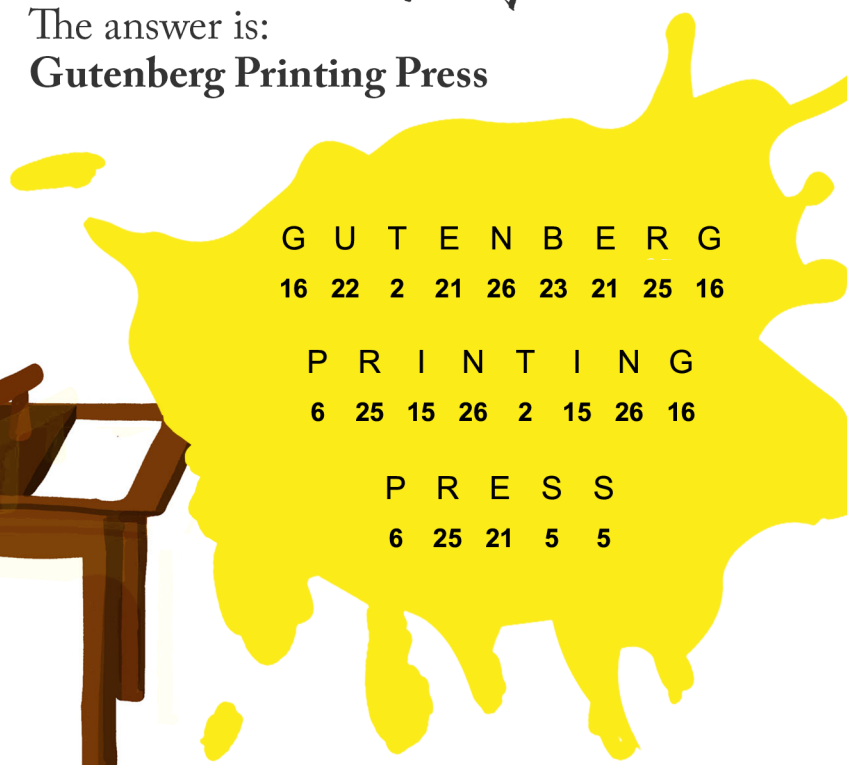 The answer is:
Gutenberg Printing Press
G U T E N B E R G
16 22 2 21 26 23 21 25 16
P R I N T I N G
6 25 15 26 2 15 26 16
P R E S S
6 25 21 5 5